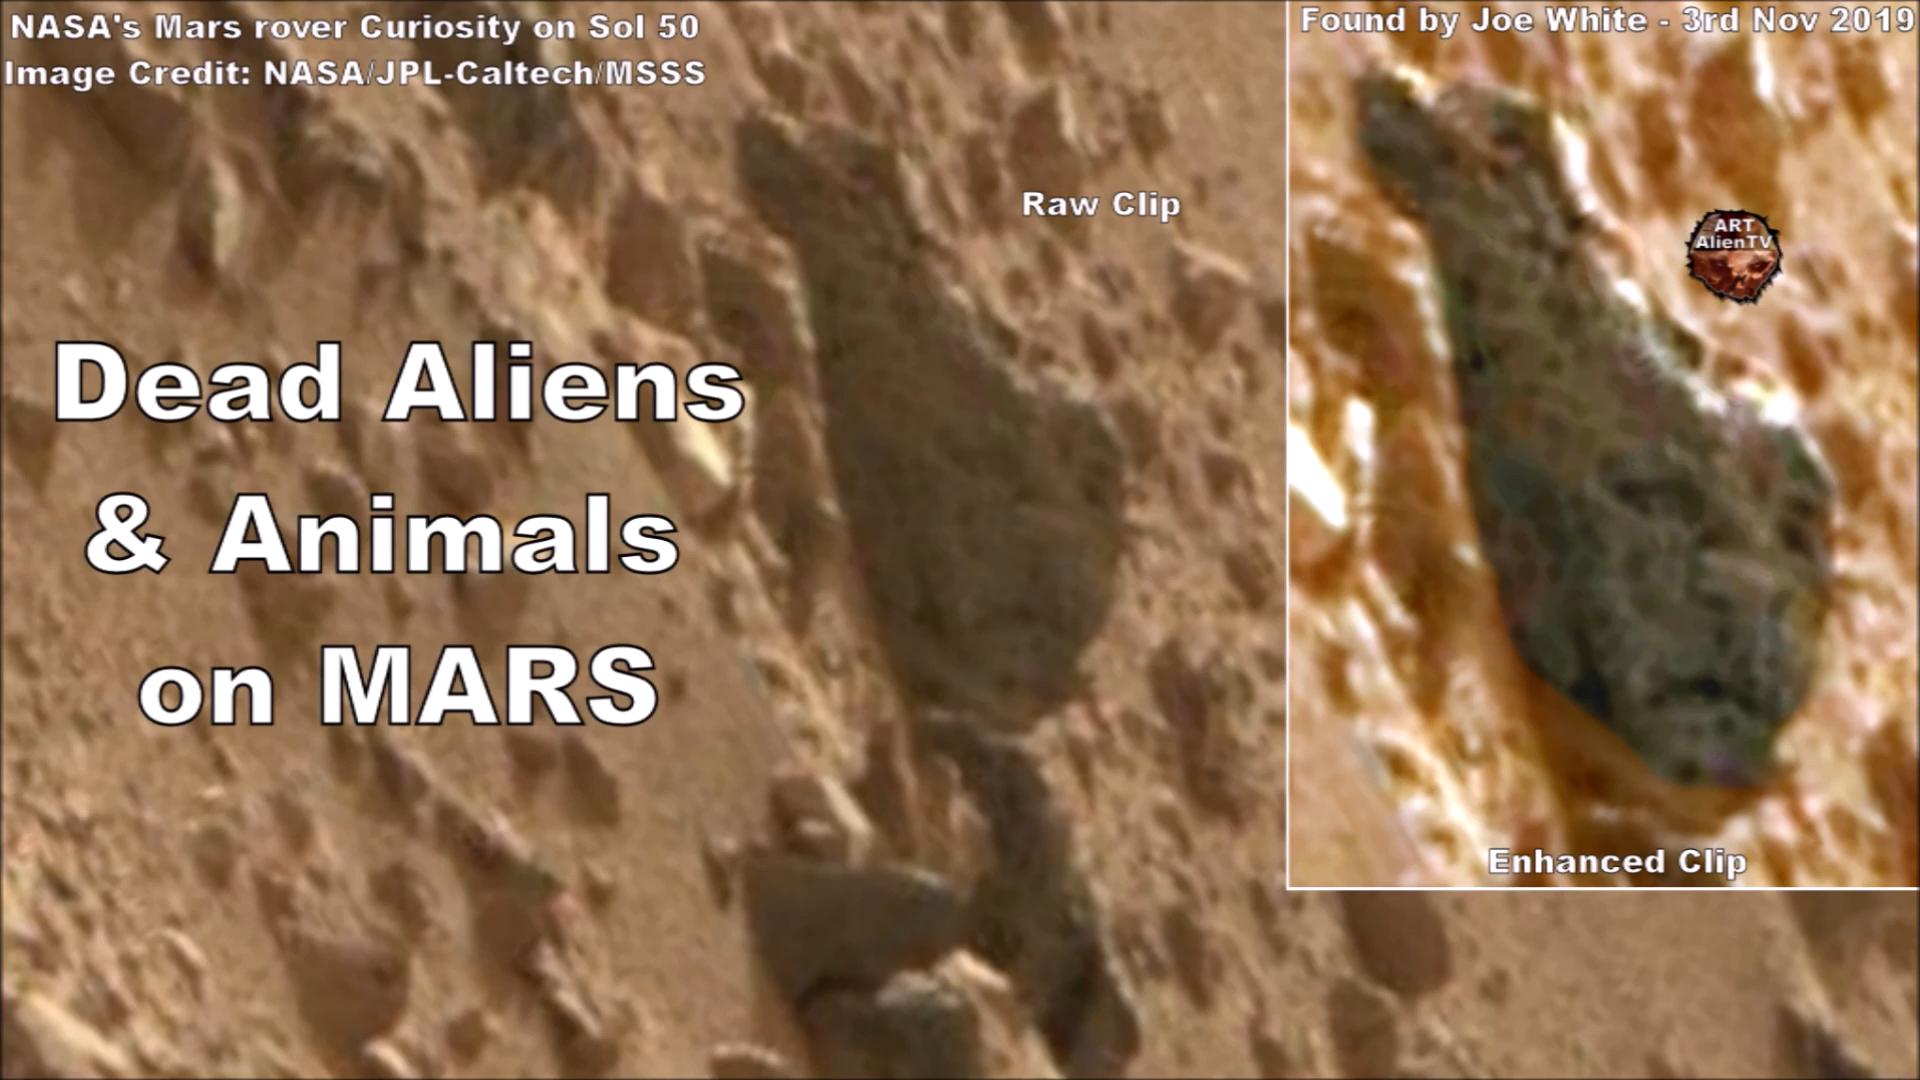 NASA's Mars rover Curiosity on Sol 50
Image Credit: NASA/JPL-Caltech/MSSS
Found by Joe White - 3rd Nov 2019
Raw Clip
ART
AlienTV
Dead Aliens
& Animals
on MARS
Enhanced Clip